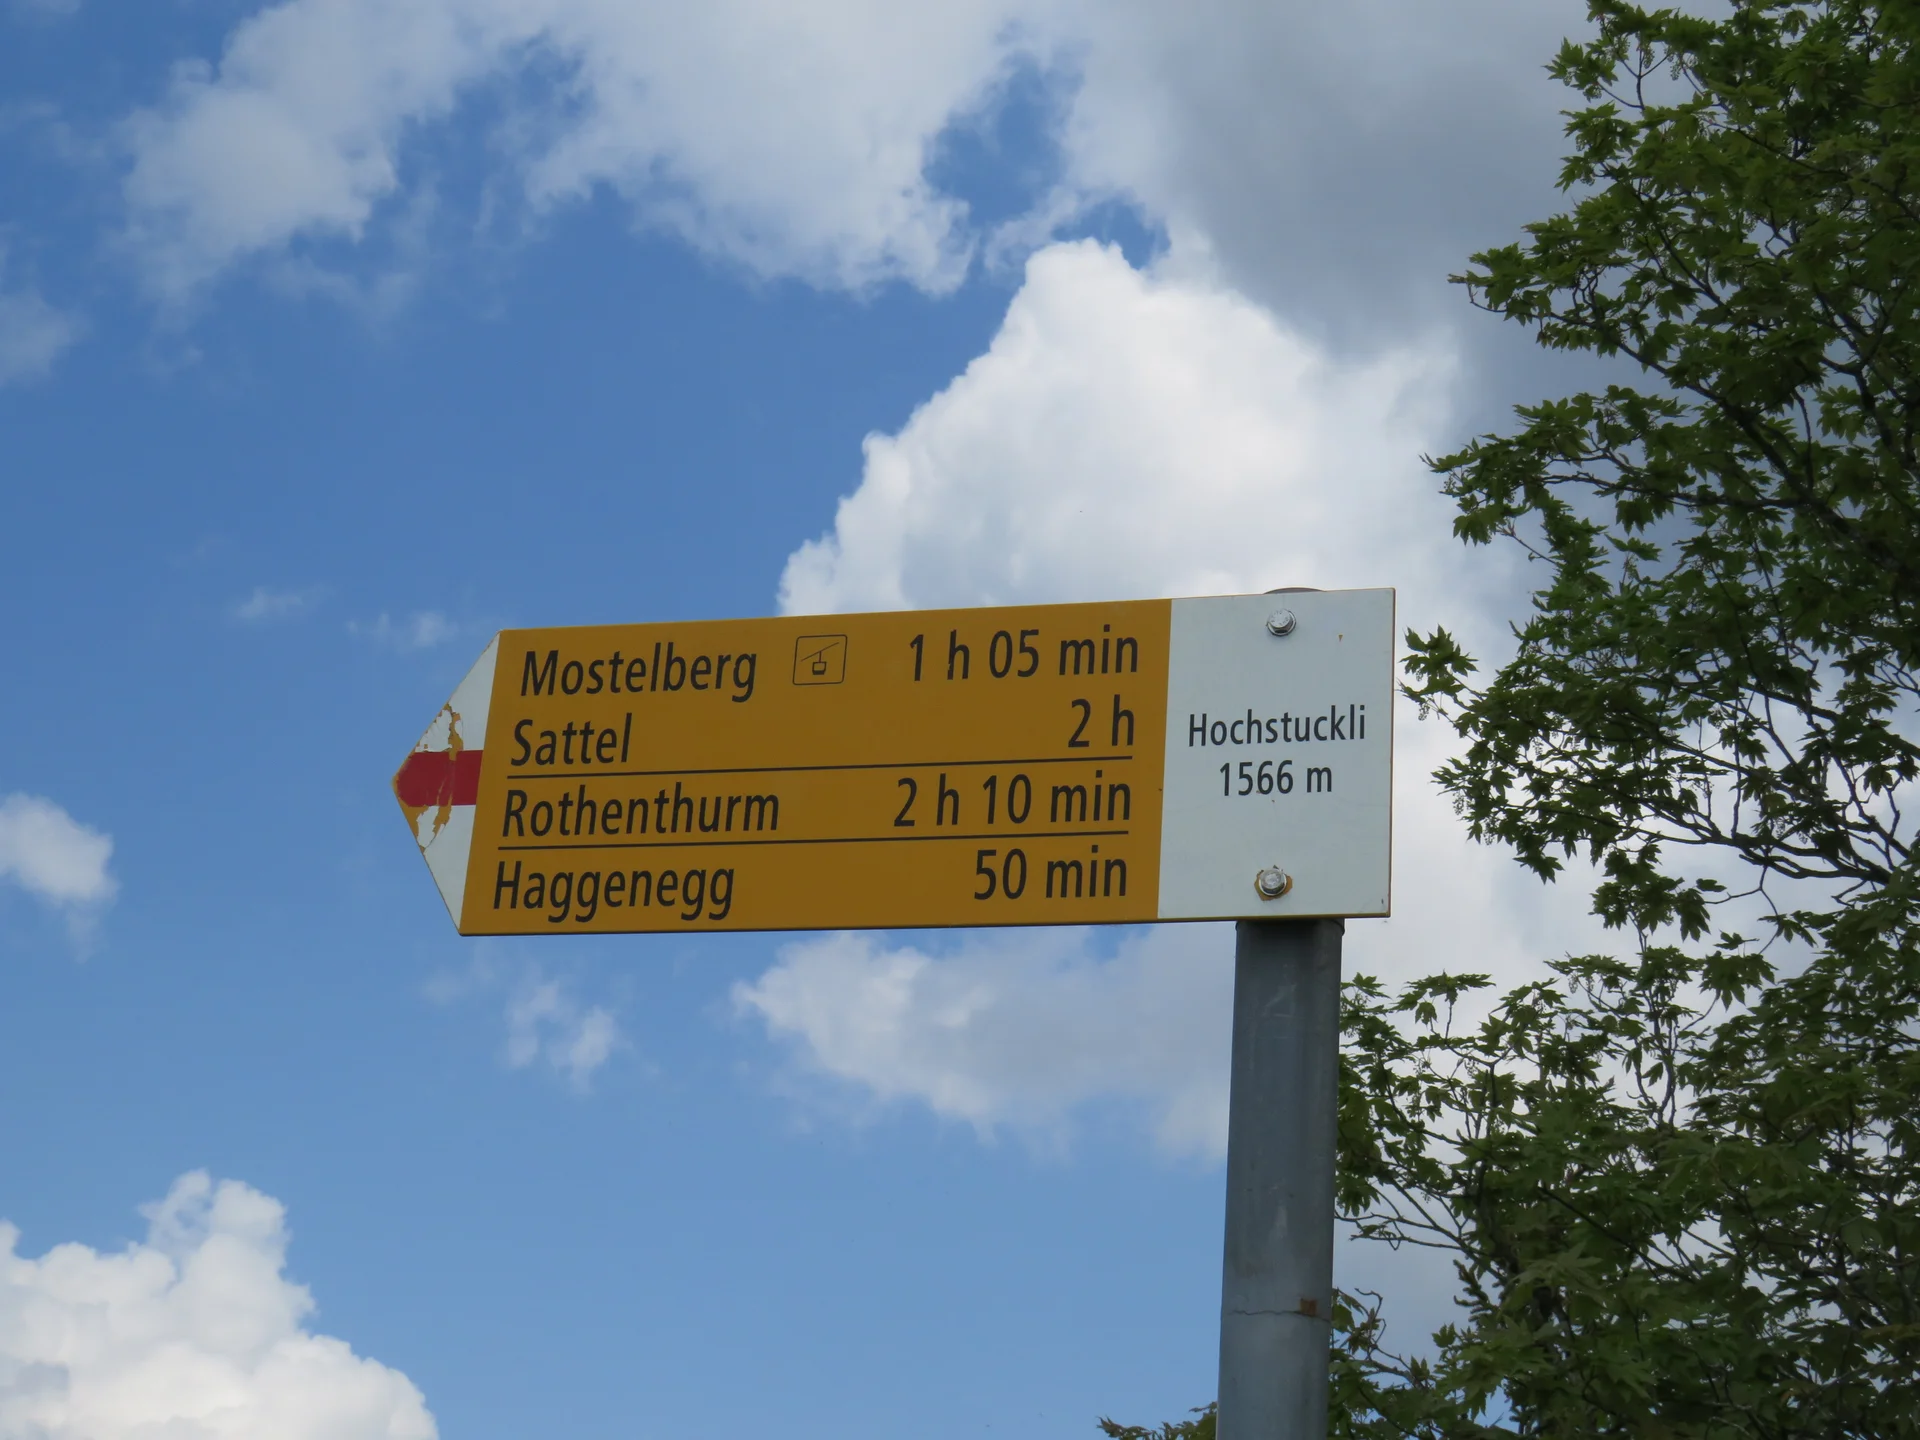 Mostelberg 1 h 05 min
Sattel 2 h
Rothenthurm 2 h 10 min
Haggenegg 50 min
Hochstuckli
1566 m